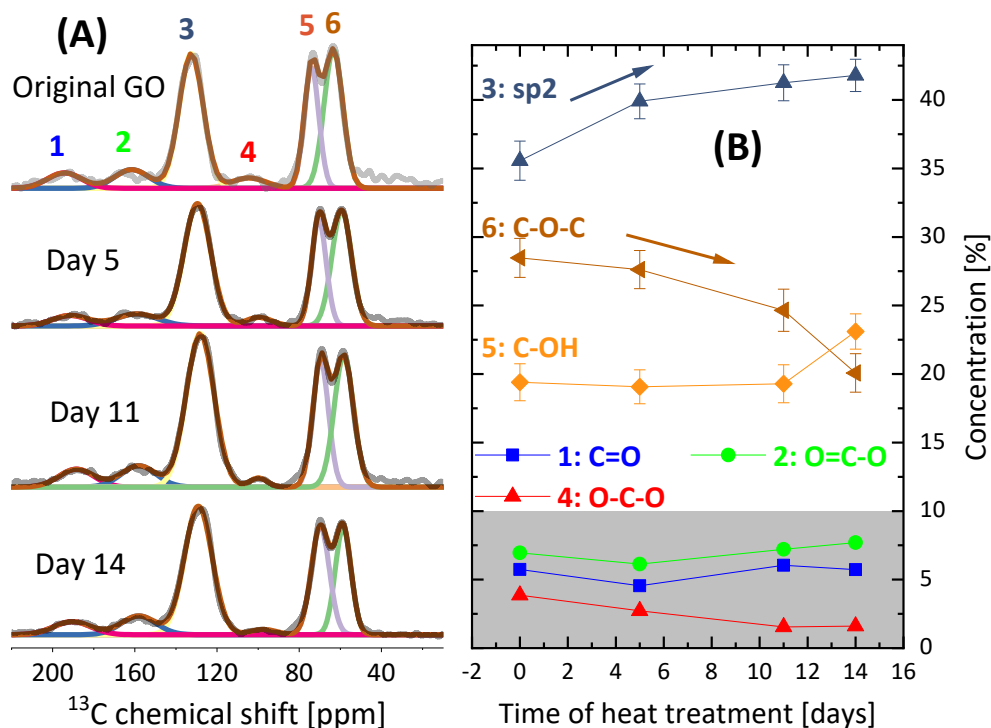 (A)
3
5
6
Original GO
1
2
4
Day 5
Day 11
Day 14
200
160
120
80
40
¹³C chemical shift [ppm]
3: sp2
(B)
6: C-O-C
5: C-OH
1: C=O
2: O=C-O
4: O-C-O
40
35
30
25
20
15
10
5
0
Concentration [%]
-2 0 2 4 6 8 10 12 14 16
Time of heat treatment [days]